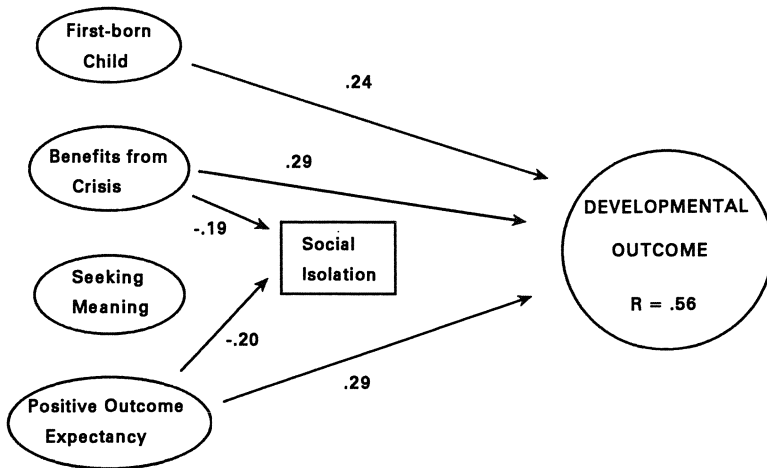 First-born
Child
.24
Benefits from
Crisis
.29
-.19
Social
Isolation
DEVELOPMENTAL
OUTCOME
R = .56
Seeking
Meaning
-.20
Positive Outcome
Expectancy
.29